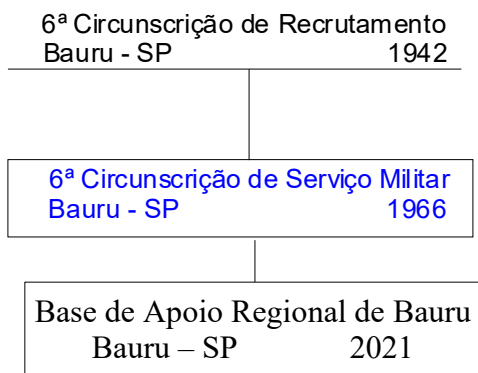 6ª Circunscrição de Recrutamento
Bauru - SP 1942
6ª Circunscrição de Serviço Militar
Bauru - SP 1966
Base de Apoio Regional de Bauru
Bauru – SP 2021